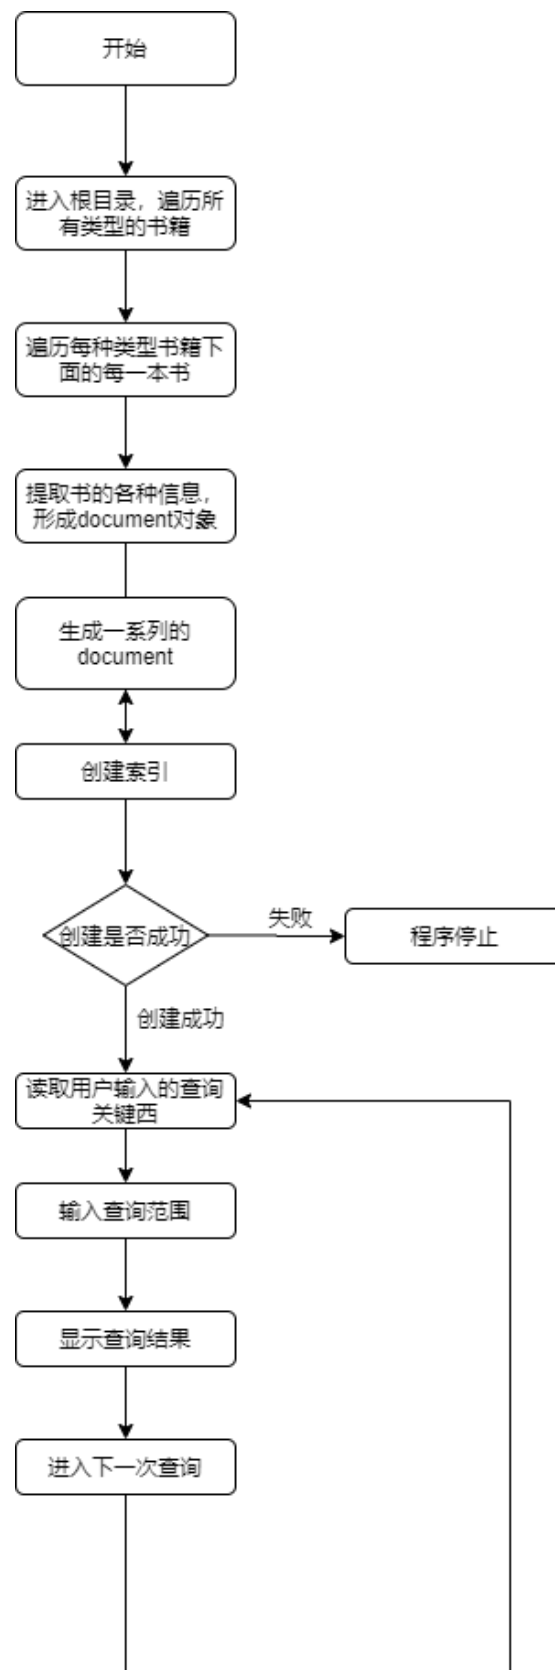 开始
进入根目录，遍历所
有类型的书籍
遍历每种类型书籍下
面的每一本书
提取书的各种信息，
形成document对象
生成一系列的
document
创建索引
创建是否成功
失败
程序停止
创建成功
读取用户输入的查询
关键西
输入查询范围
显示查询结果
进入下一次查询